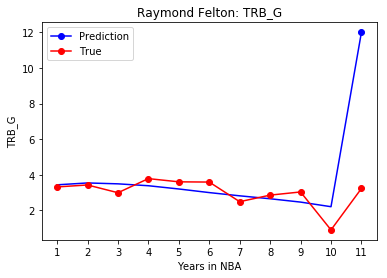 Raymond Felton: TRB_G
Prediction
True
12
10
8
6
4
2
TRB_G
1 2 3 4 5 6 7 8 9 10 11
Years in NBA